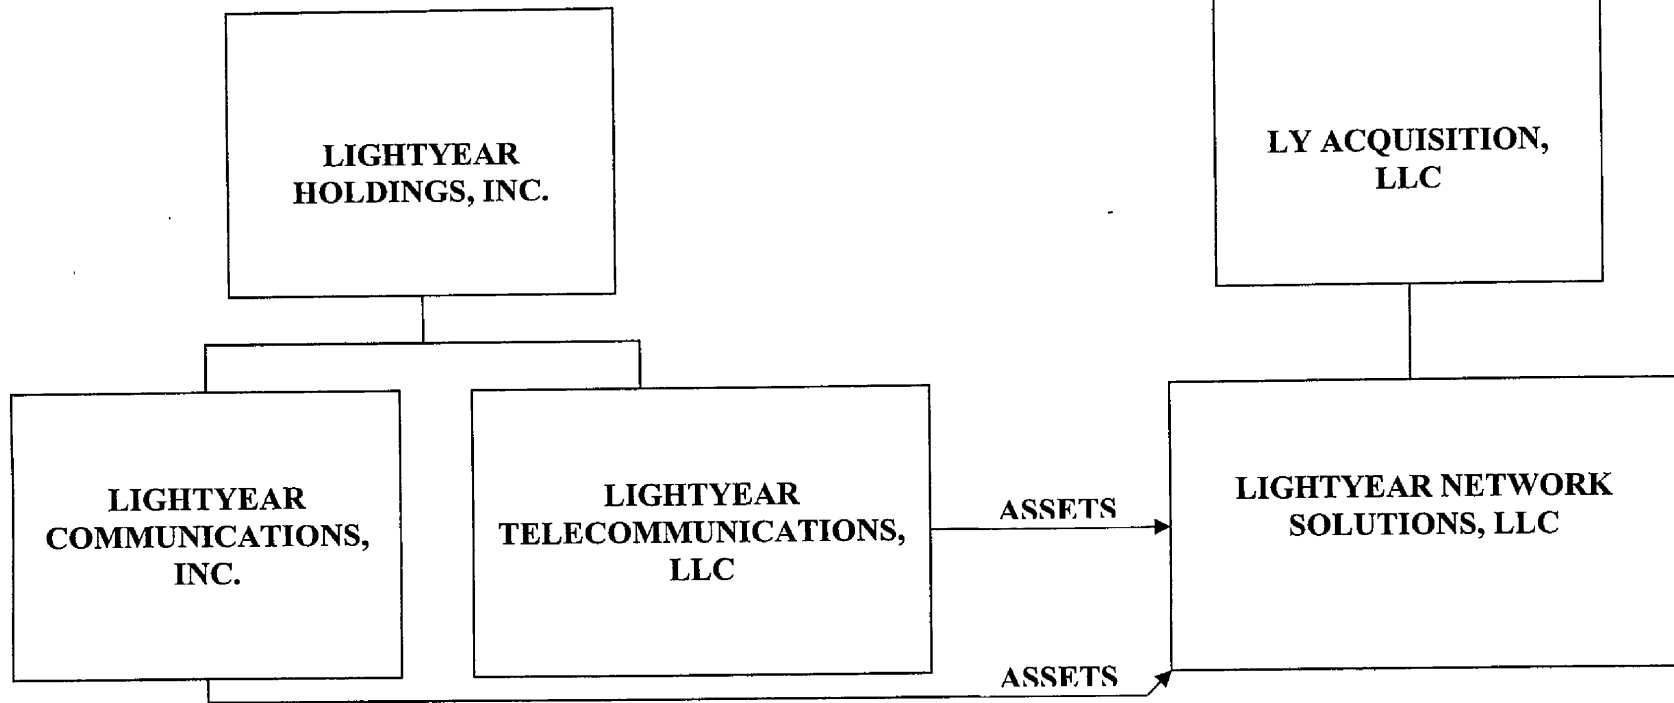 LIGHTYEAR
HOLDINGS, INC.
LY ACQUISITION,
LLC
LIGHTYEAR
COMMUNICATIONS,
INC.
LIGHTYEAR
TELECOMMUNICATIONS,
LLC
ASSETS
LIGHTYEAR NETWORK
SOLUTIONS, LLC
ASSETS